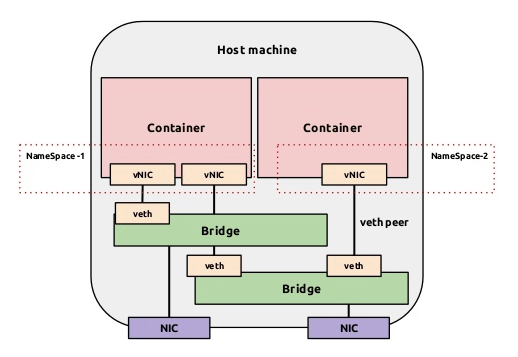 Host machine
Container
Container
NameSpace -1
NameSpace-2
vNIC
vNIC
vNIC
veth
veth peer
Bridge
veth
veth
Bridge
NIC
NIC